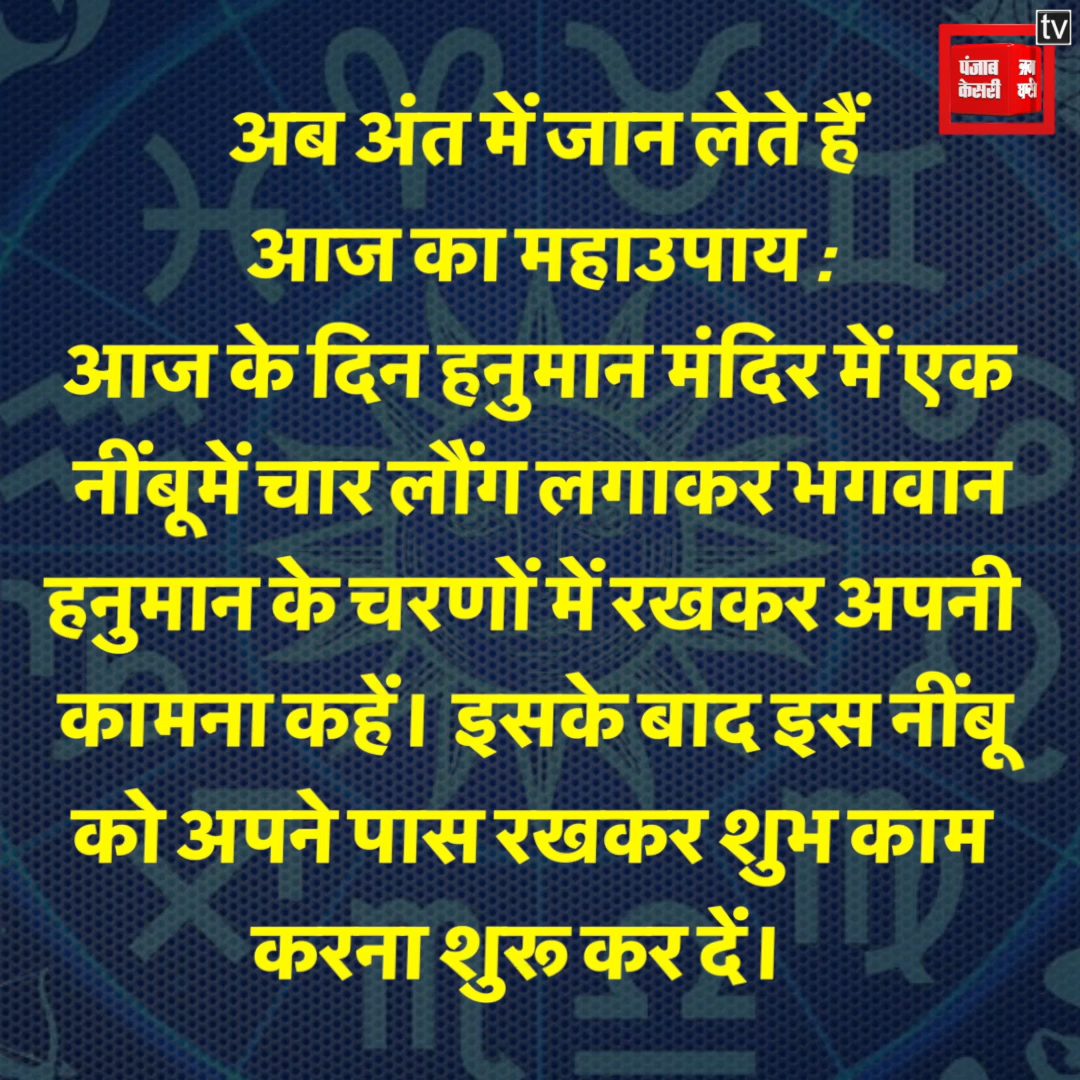 tv
पंजाब
केसरी
अब अंत में जान लेते हैं
आज का महाउपाय :
आज के दिन हनुमान मंदिर में एक
नींबूमें चार लौंग लगाकर भगवान
हनुमान के चरणों में रखकर अपनी
कामना कहें। इसके बाद इस नींबू
को अपने पास रखकर शुभ काम
करना शुरू कर दें।